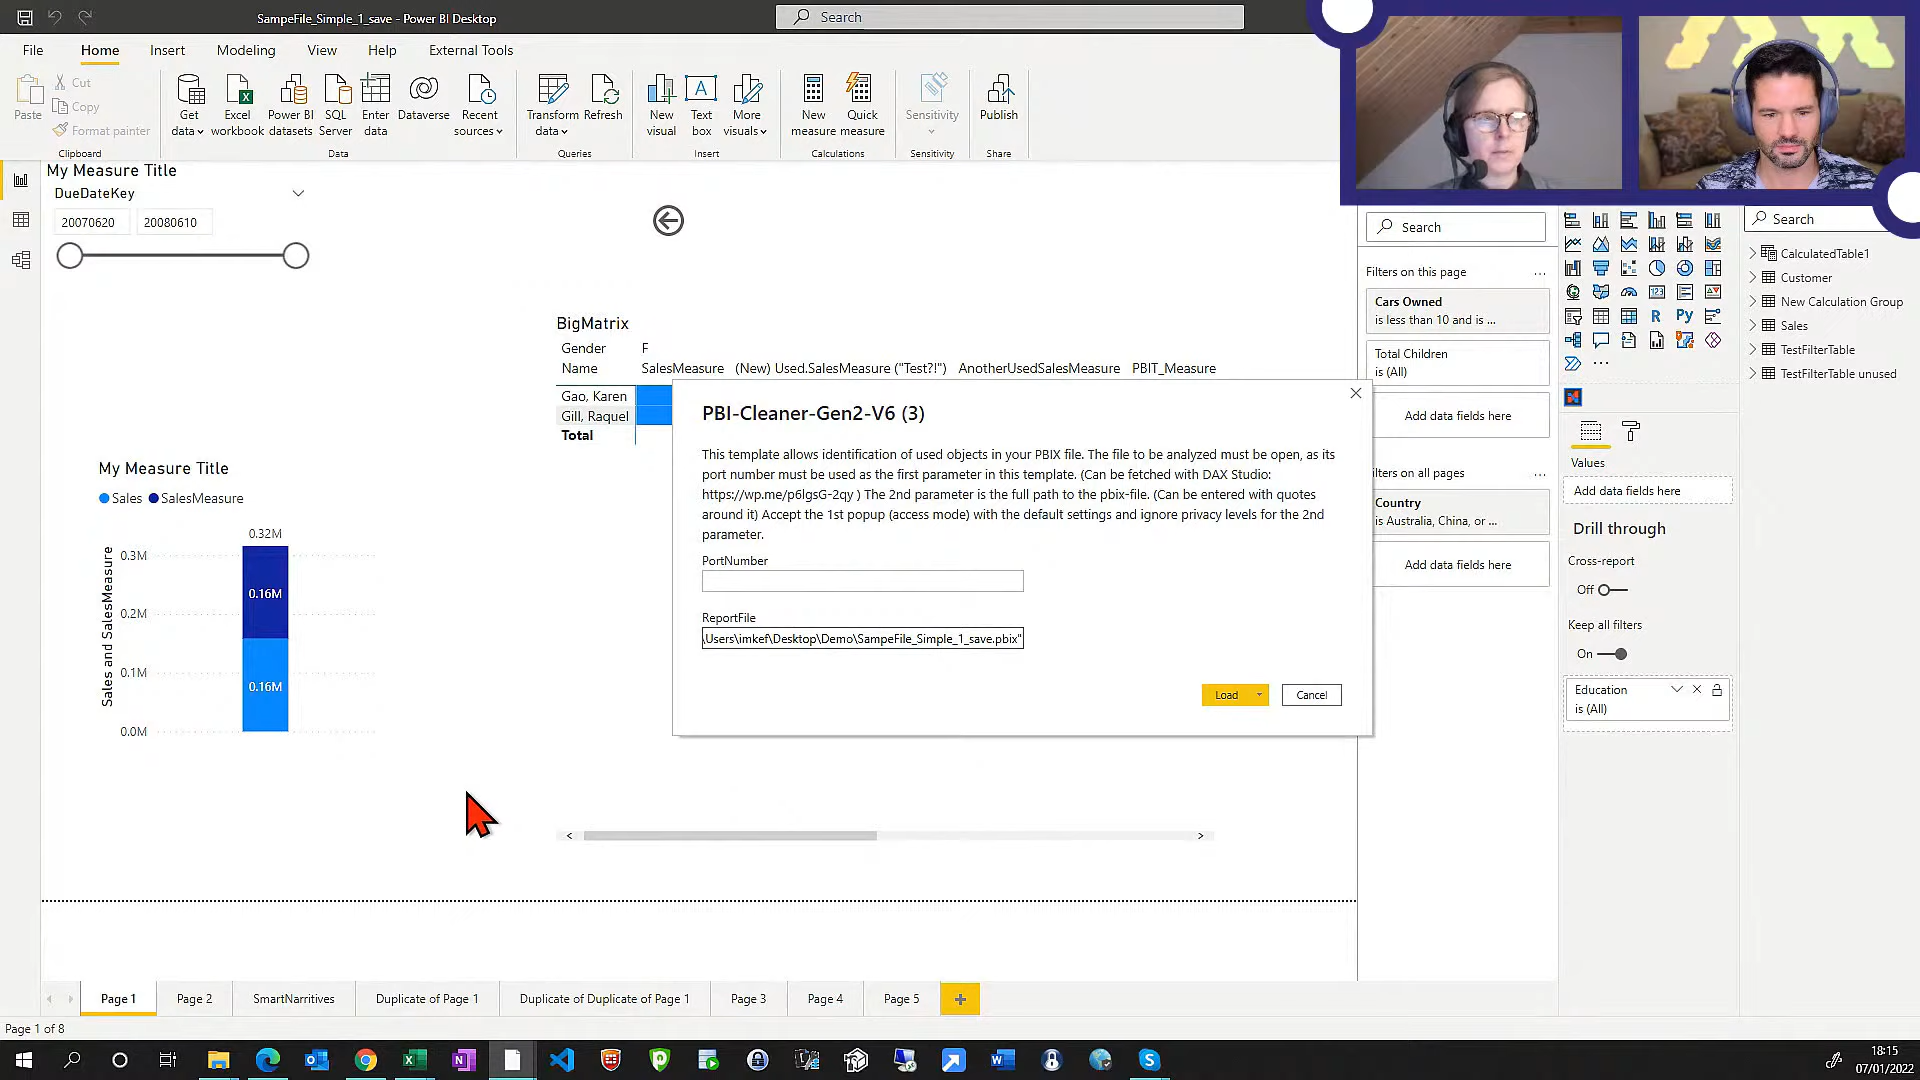 SampeFile_Simple_1_save - Power BI Desktop
Search
File
Home
Insert
Modeling
View
Help
External Tools
Paste
Cut
Copy
Format painter
Clipboard
Get data
Excel workbook
Power BI datasets
SQL Server
Enter data
Dataverse
Recent sources
Data
Transform data
Refresh
Queries
New visual
Text box
More visuals
Insert
New measure
Quick measure
Calculations
Sensitivity
Sensitivity
Publish
Share
My Measure Title
DueDateKey
20070620
20080610
BigMatrix
Gender F
Name SalesMeasure (New) Used.SalesMeasure ("Test?!") AnotherUsedSalesMeasure PBIT_Measure
Gao, Karen
Gill, Raquel
Total
My Measure Title
Sales SalesMeasure
Sales and SalesMeasure
0.32M
0.3M
0.16M
0.2M
0.1M
0.16M
0.0M
PBI-Cleaner-Gen2-V6 (3)
This template allows identification of used objects in your PBIX file. The file to be analyzed must be open, as its
port number must be used as the first parameter in this template. (Can be fetched with DAX Studio:
https://wp.me/p6lgsG-2qy ) The 2nd parameter is the full path to the pbix-file. (Can be entered with quotes
around it) Accept the 1st popup (access mode) with the default settings and ignore privacy levels for the 2nd
parameter.
PortNumber
ReportFile
\Users\imkef\Desktop\Demo\SampeFile_Simple_1_save.pbix"
Load
Cancel
Search
Filters on this page
...
Cars Owned
is less than 10 and is ...
Total Children
is (All)
Add data fields here
ilters on all pages
...
Country
is Australia, China, or ...
Add data fields here
123
R
Py
...
Values
Add data fields here
Drill through
Cross-report
Off
Keep all filters
On
Education
is (All)
Search
CalculatedTable1
Customer
New Calculation Group
Sales
TestFilterTable
TestFilterTable unused
Page 1
Page 2
SmartNarritives
Duplicate of Page 1
Duplicate of Duplicate of Page 1
Page 3
Page 4
Page 5
+
Page 1 of 8
18:15
07/01/2022